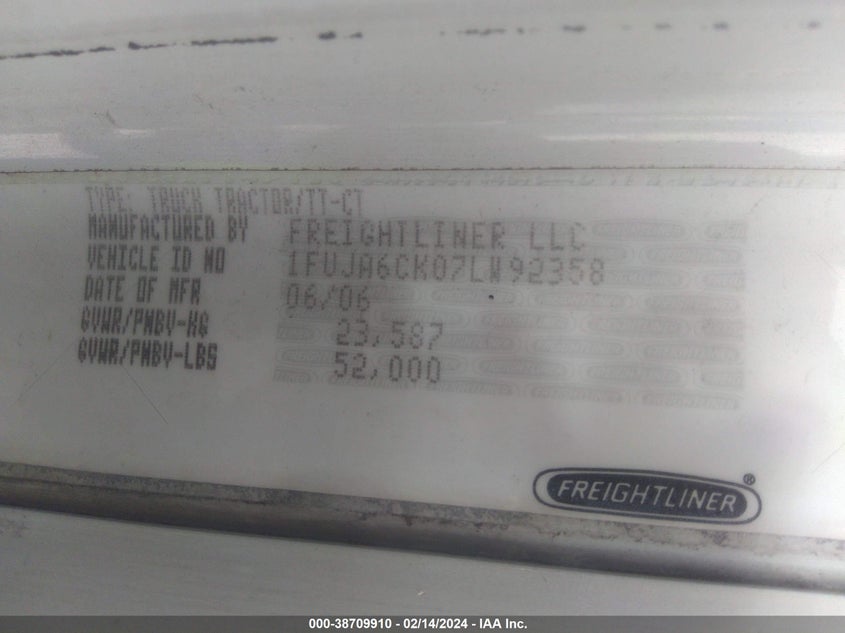 TYPE: TRUCK TRACTOR/TT-CT
MANUFACTURED BY FREIGHTLINER LLC
VEHICLE ID NO 1FUJA6CK07LW92358
DATE OF MFR 06/06
GVWR/PNBV-KG 23,587
GVWR/PNBV-LBS 52,000
FREIGHTLINER®
000-38709910 - 02/14/2024 - IAA Inc.